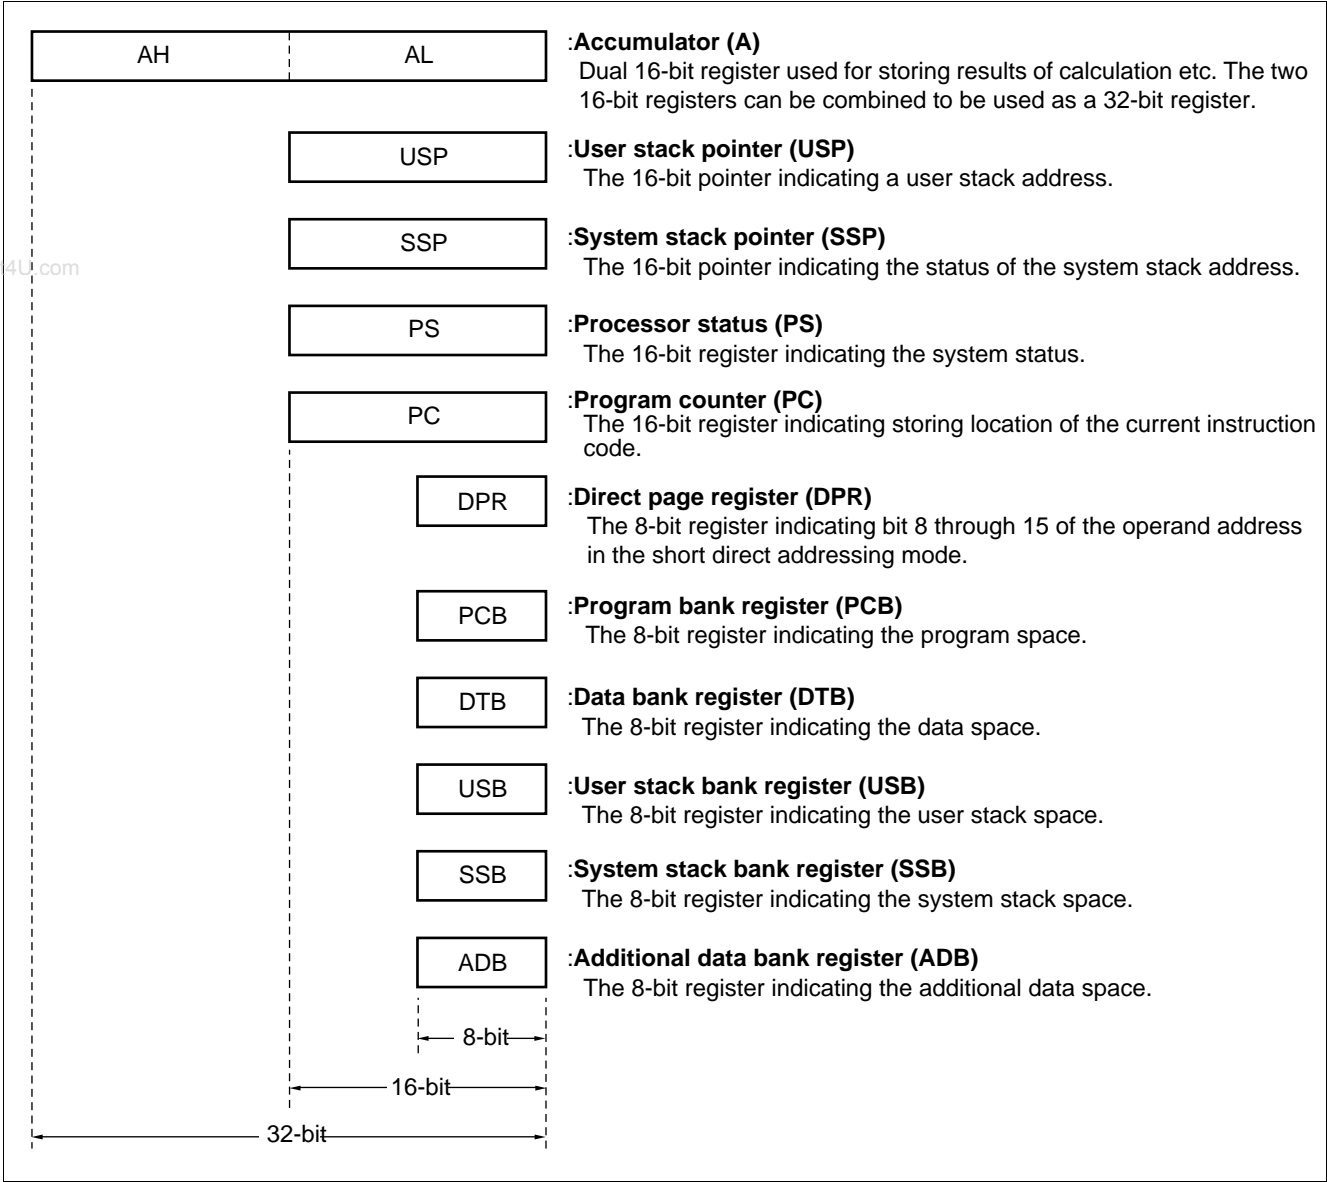 AH AL :Accumulator (A)
Dual 16-bit register used for storing results of calculation etc. The two
16-bit registers can be combined to be used as a 32-bit register.
USP :User stack pointer (USP)
The 16-bit pointer indicating a user stack address.
SSP :System stack pointer (SSP)
The 16-bit pointer indicating the status of the system stack address.
4U.com
PS :Processor status (PS)
The 16-bit register indicating the system status.
PC :Program counter (PC)
The 16-bit register indicating storing location of the current instruction
code.
DPR :Direct page register (DPR)
The 8-bit register indicating bit 8 through 15 of the operand address
in the short direct addressing mode.
PCB :Program bank register (PCB)
The 8-bit register indicating the program space.
DTB :Data bank register (DTB)
The 8-bit register indicating the data space.
USB :User stack bank register (USB)
The 8-bit register indicating the user stack space.
SSB :System stack bank register (SSB)
The 8-bit register indicating the system stack space.
ADB :Additional data bank register (ADB)
The 8-bit register indicating the additional data space.
8-bit
16-bit
32-bit